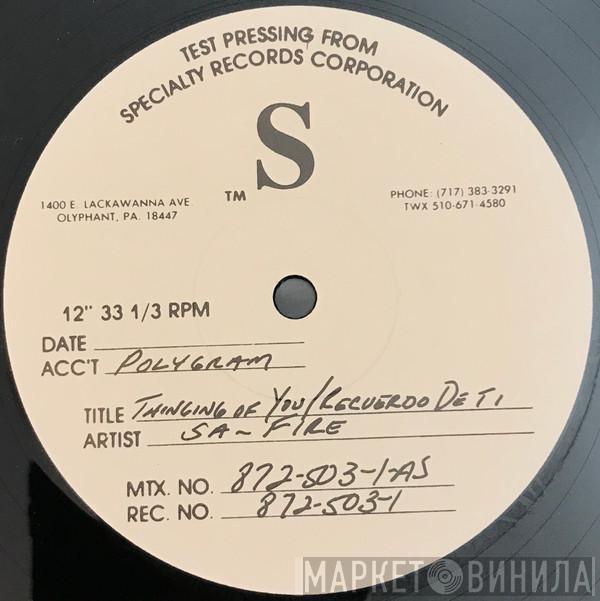 TEST PRESSING FROM
SPECIALTY RECORDS CORPORATION
S
TM
1400 E. LACKAWANNA AVE.
OLYPHANT, PA. 18447
PHONE: (717) 383-3291
TWX 510-671-4580
12" 33 1/3 RPM
DATE
ACC'T POLYGRAM
TITLE THINGING OF YOU/RECUERDO DE TI
ARTIST SA-FIRE
MTX. NO. 872-503-1-AS
REC. NO. 872-503-1
МАРКЕТ ВИНИЛА